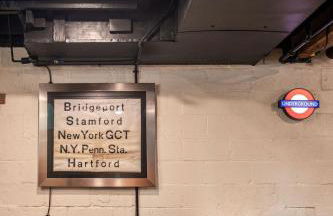 Bridgeport
Stamford
New York GCT
N.Y. Penn. Sta.
Hartford
UNDERGROUND